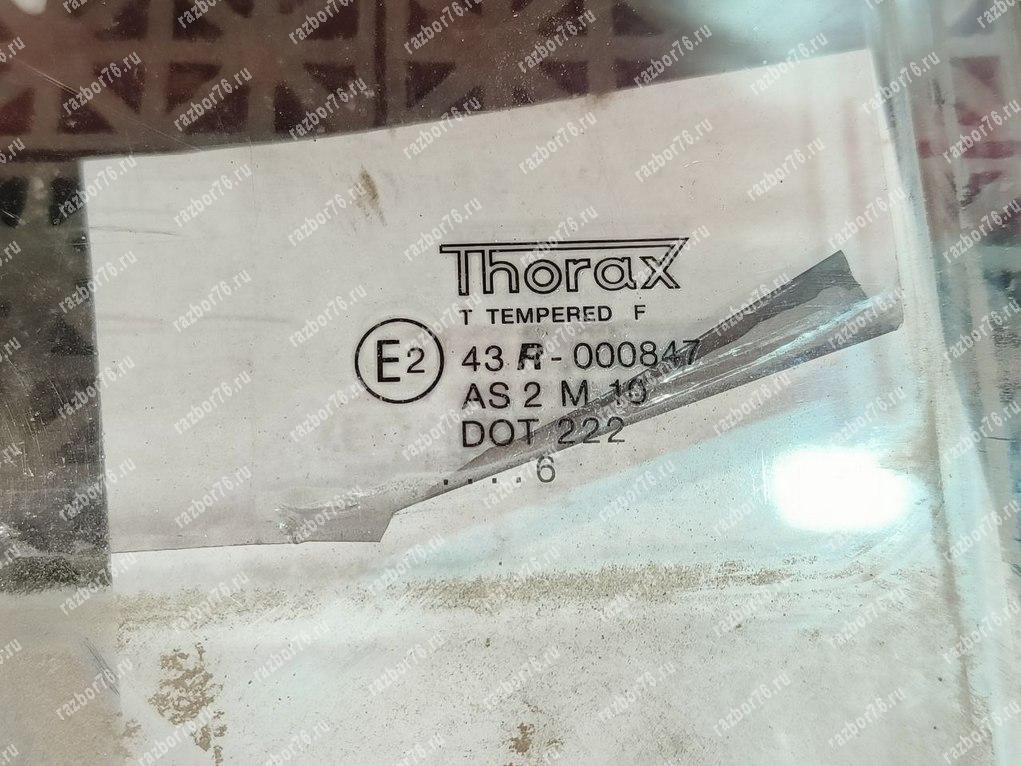 Thorax
T TEMPERED F
E2 43 R - 000847
AS 2 M 10
DOT 222
....6
razbor76.ru